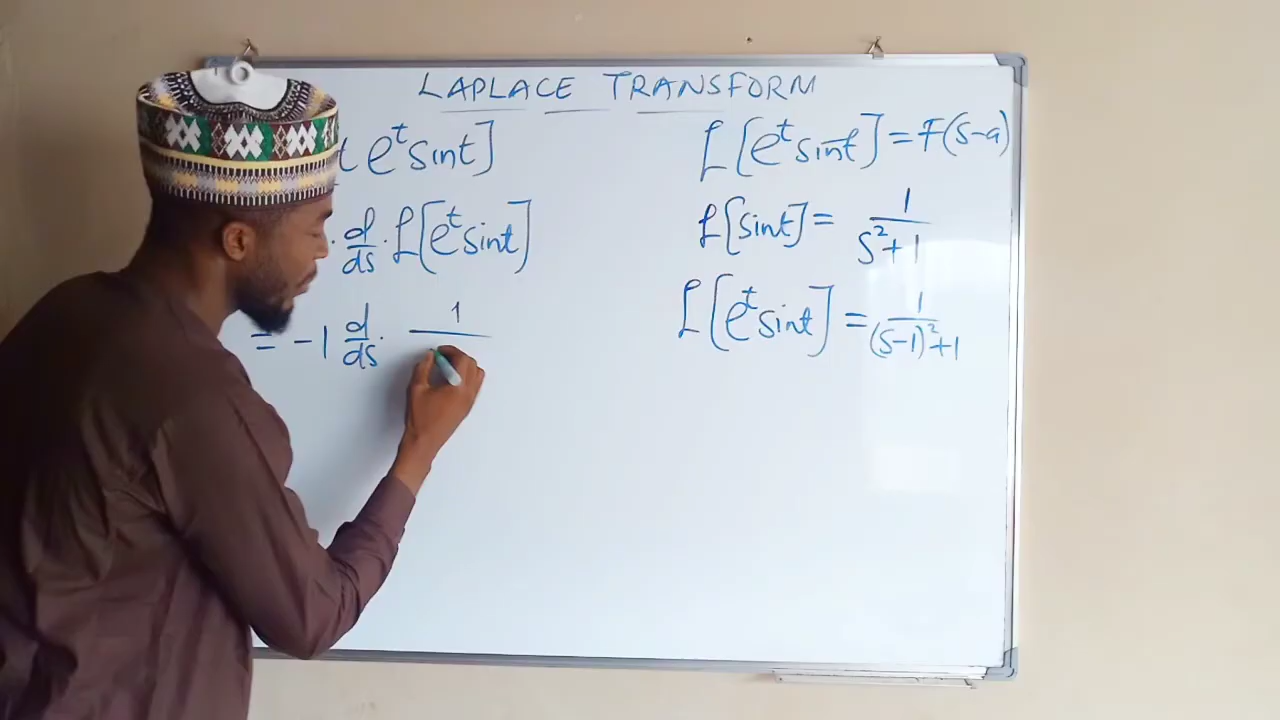 LAPLACE TRANSFORM
t e^t sint]
· d/ds · ℒ[e^t sint]
= -1 d/ds · 1/
ℒ[e^t sint] = F(s-a)
ℒ[sint] = 1/(s²+1)
ℒ[e^t sint] = 1/((s-1)²+1)